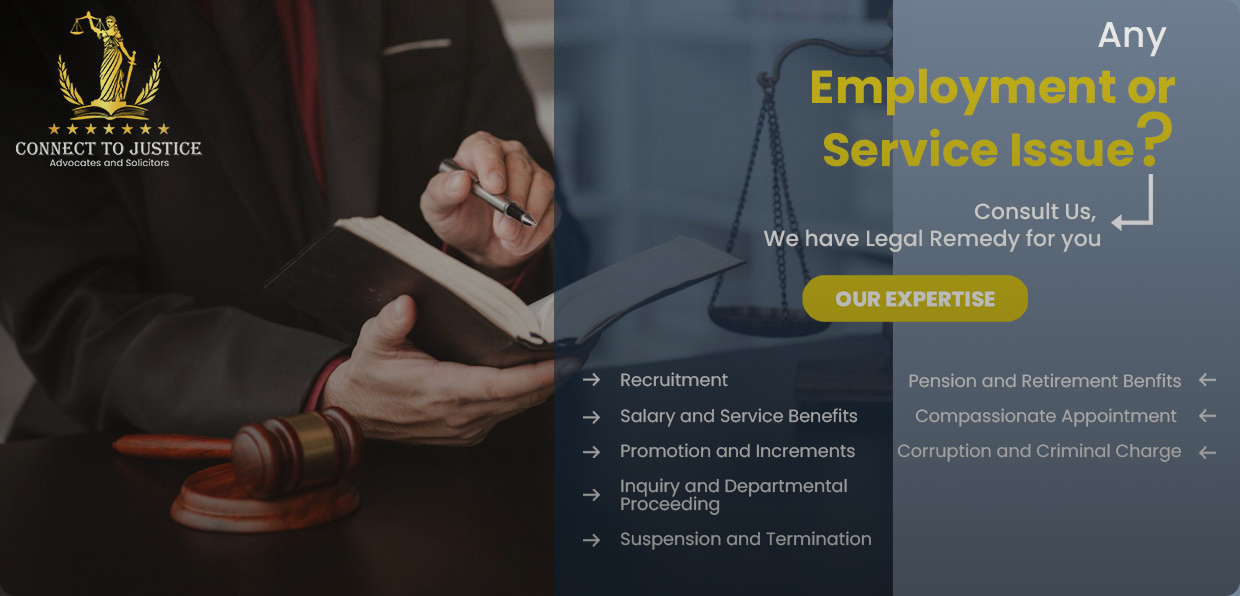 CONNECT TO JUSTICE
Advocates and Solicitors
Any
Employment or
Service Issue?
Consult Us,
We have Legal Remedy for you
OUR EXPERTISE
Recruitment
Salary and Service Benefits
Promotion and Increments
Inquiry and Departmental
Proceeding
Suspension and Termination
Pension and Retirement Benfits
Compassionate Appointment
Corruption and Criminal Charge